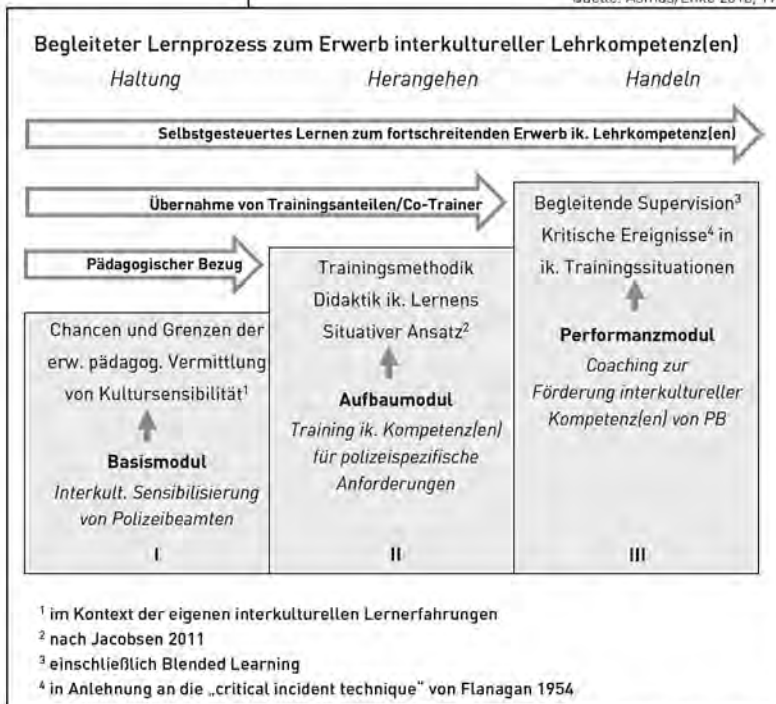 Begleiteter Lernprozess zum Erwerb interkultureller Lehrkompetenz(en)
Haltung
Herangehen
Handeln
Selbstgesteuertes Lernen zum fortschreitenden Erwerb ik. Lehrkompetenz(en)
Übernahme von Trainingsanteilen/Co-Trainer
Pädagogischer Bezug
Chancen und Grenzen der
erw. pädagog. Vermittlung
von Kultursensibilität¹
Basismodul
Interkult. Sensibilisierung
von Polizeibeamten
I
Trainingsmethodik
Didaktik ik. Lernens
Situativer Ansatz²
Aufbaumodul
Training ik. Kompetenz(en)
für polizeispezifische
Anforderungen
II
Begleitende Supervision³
Kritische Ereignisse⁴ in
ik. Trainingssituationen
Performanzmodul
Coaching zur
Förderung interkultureller
Kompetenz(en) von PB
III
¹ im Kontext der eigenen interkulturellen Lernerfahrungen
² nach Jacobsen 2011
³ einschließlich Blended Learning
⁴ in Anlehnung an die „critical incident technique" von Flanagan 1954